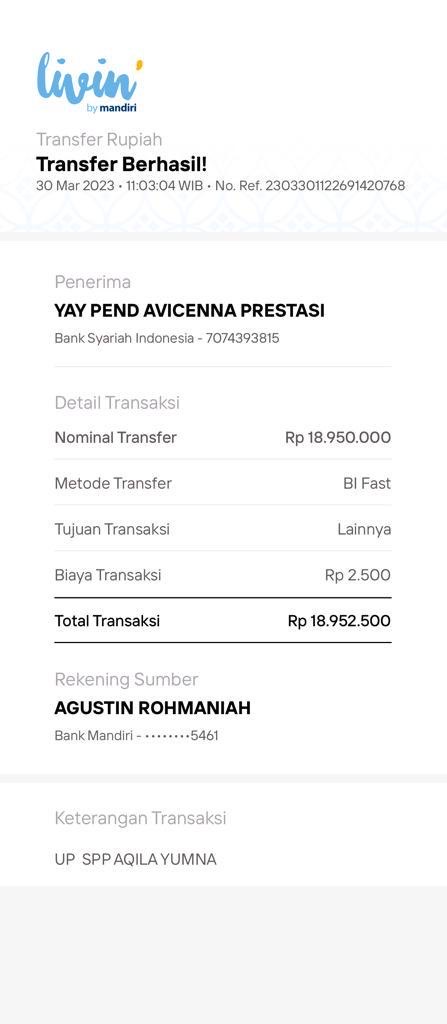 livin'
by mandiri
Transfer Rupiah
Transfer Berhasil!
30 Mar 2023 • 11:03:04 WIB • No. Ref. 2303301122691420768
Penerima
YAY PEND AVICENNA PRESTASI
Bank Syariah Indonesia - 7074393815
Detail Transaksi
Nominal Transfer Rp 18.950.000
Metode Transfer BI Fast
Tujuan Transaksi Lainnya
Biaya Transaksi Rp 2.500
Total Transaksi Rp 18.952.500
Rekening Sumber
AGUSTIN ROHMANIAH
Bank Mandiri - ••••••••5461
Keterangan Transaksi
UP SPP AQILA YUMNA